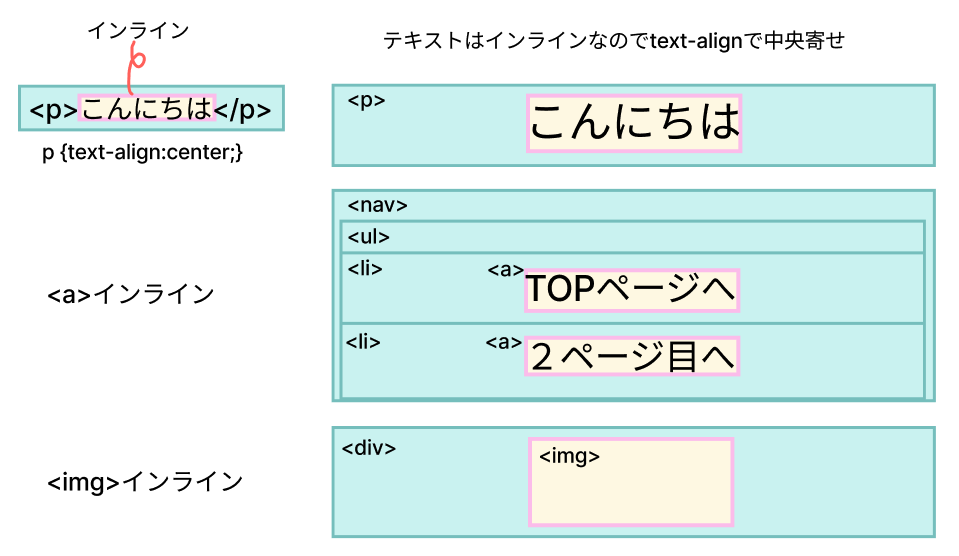 インライン
テキストはインラインなのでtext-alignで中央寄せ
<p>こんにちは</p>
p {text-align:center;}
<p>
こんにちは
<nav>
<ul>
<li> <a>TOPページへ
<a>インライン
<li> <a>２ページ目へ
<div>
<img>
<img>インライン